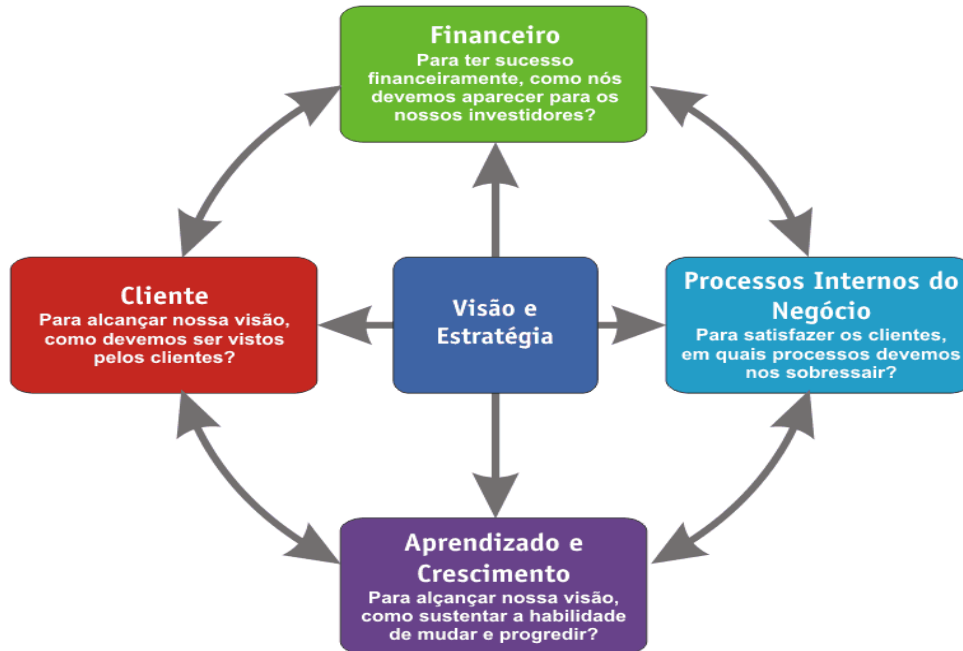 Financeiro
Para ter sucesso
financeiramente, como nós
devemos aparecer para os
nossos investidores?
Cliente
Para alcançar nossa visão,
como devemos ser vistos
pelos clientes?
Visão e
Estratégia
Processos Internos do
Negócio
Para satisfazer os clientes,
em quais processos devemos
nos sobressair?
Aprendizado e
Crescimento
Para alçançar nossa visão,
como sustentar a habilidade
de mudar e progredir?